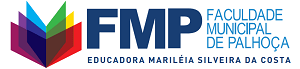 FMP
FACULDADE
MUNICIPAL
DE PALHOÇA
EDUCADORA MARILÉIA SILVEIRA DA COSTA